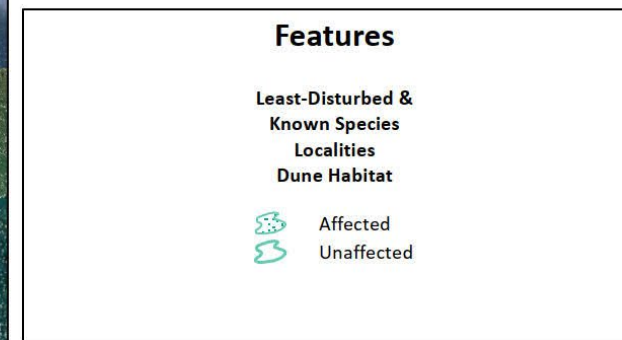 Features
Least-Disturbed &
Known Species
Localities
Dune Habitat
Affected
Unaffected